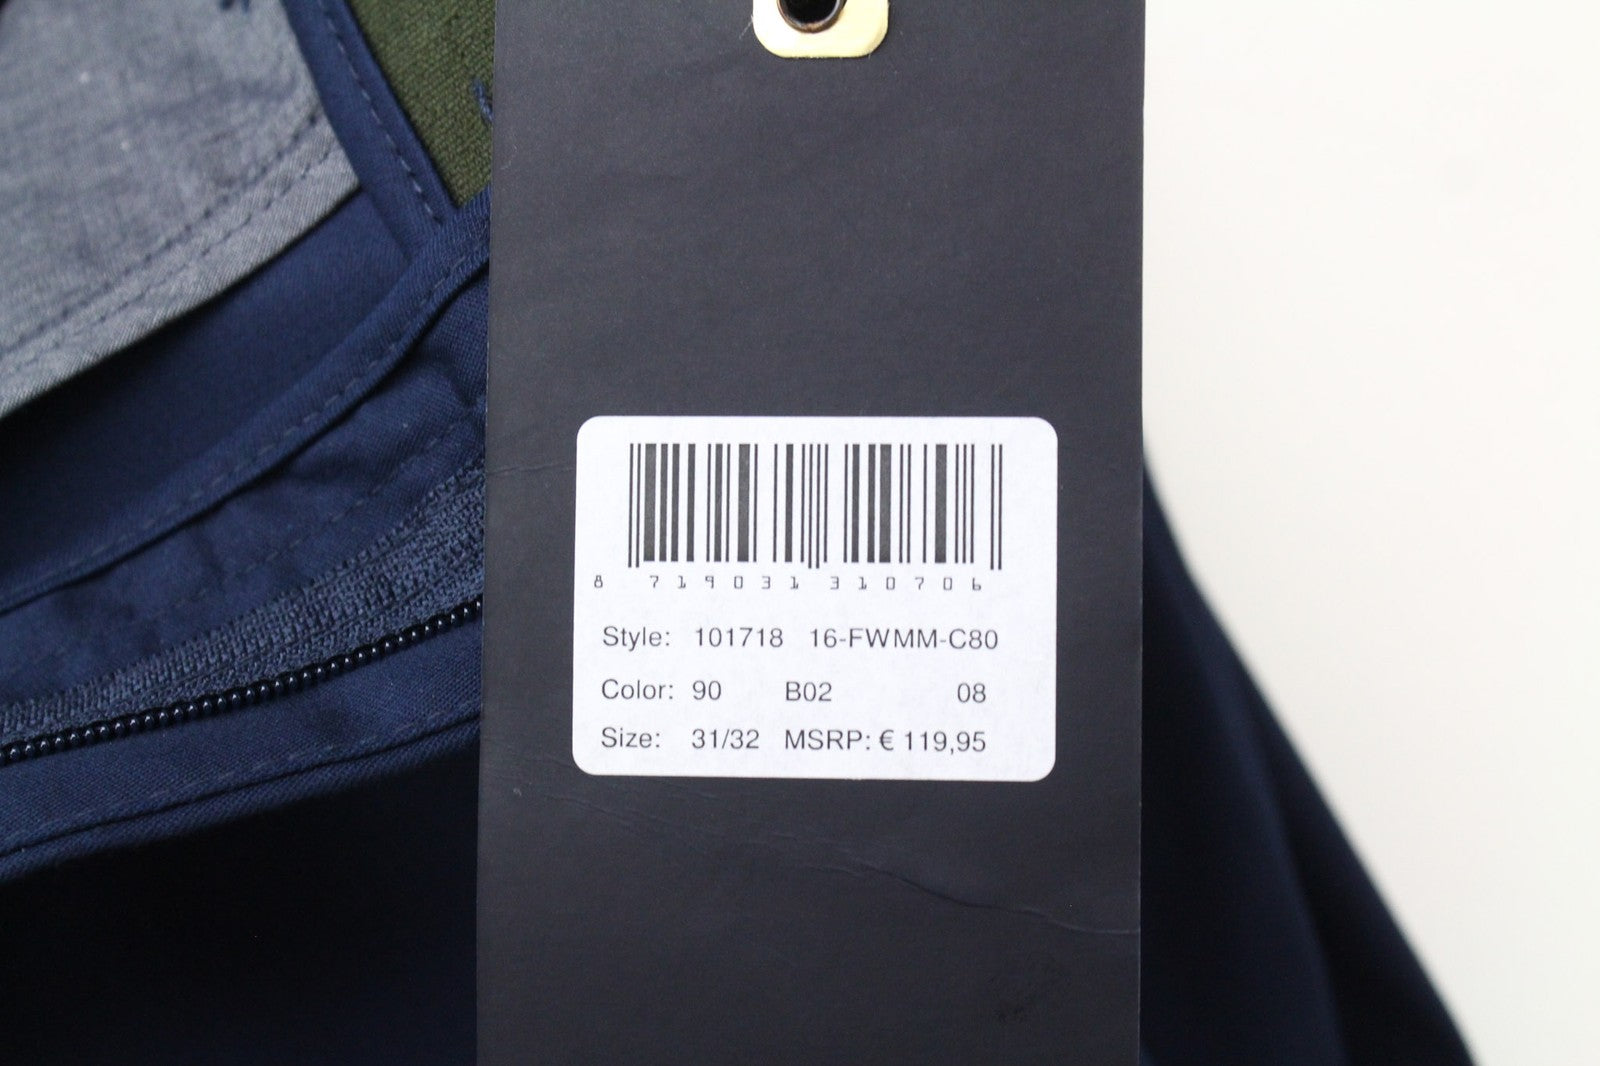 8 719031 310706
Style: 101718 16-FWMM-C80
Color: 90 B02 08
Size: 31/32 MSRP: € 119,95